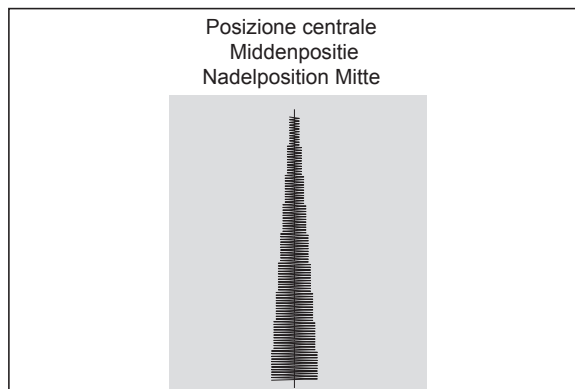 Posizione centrale
Middenpositie
Nadelposition Mitte